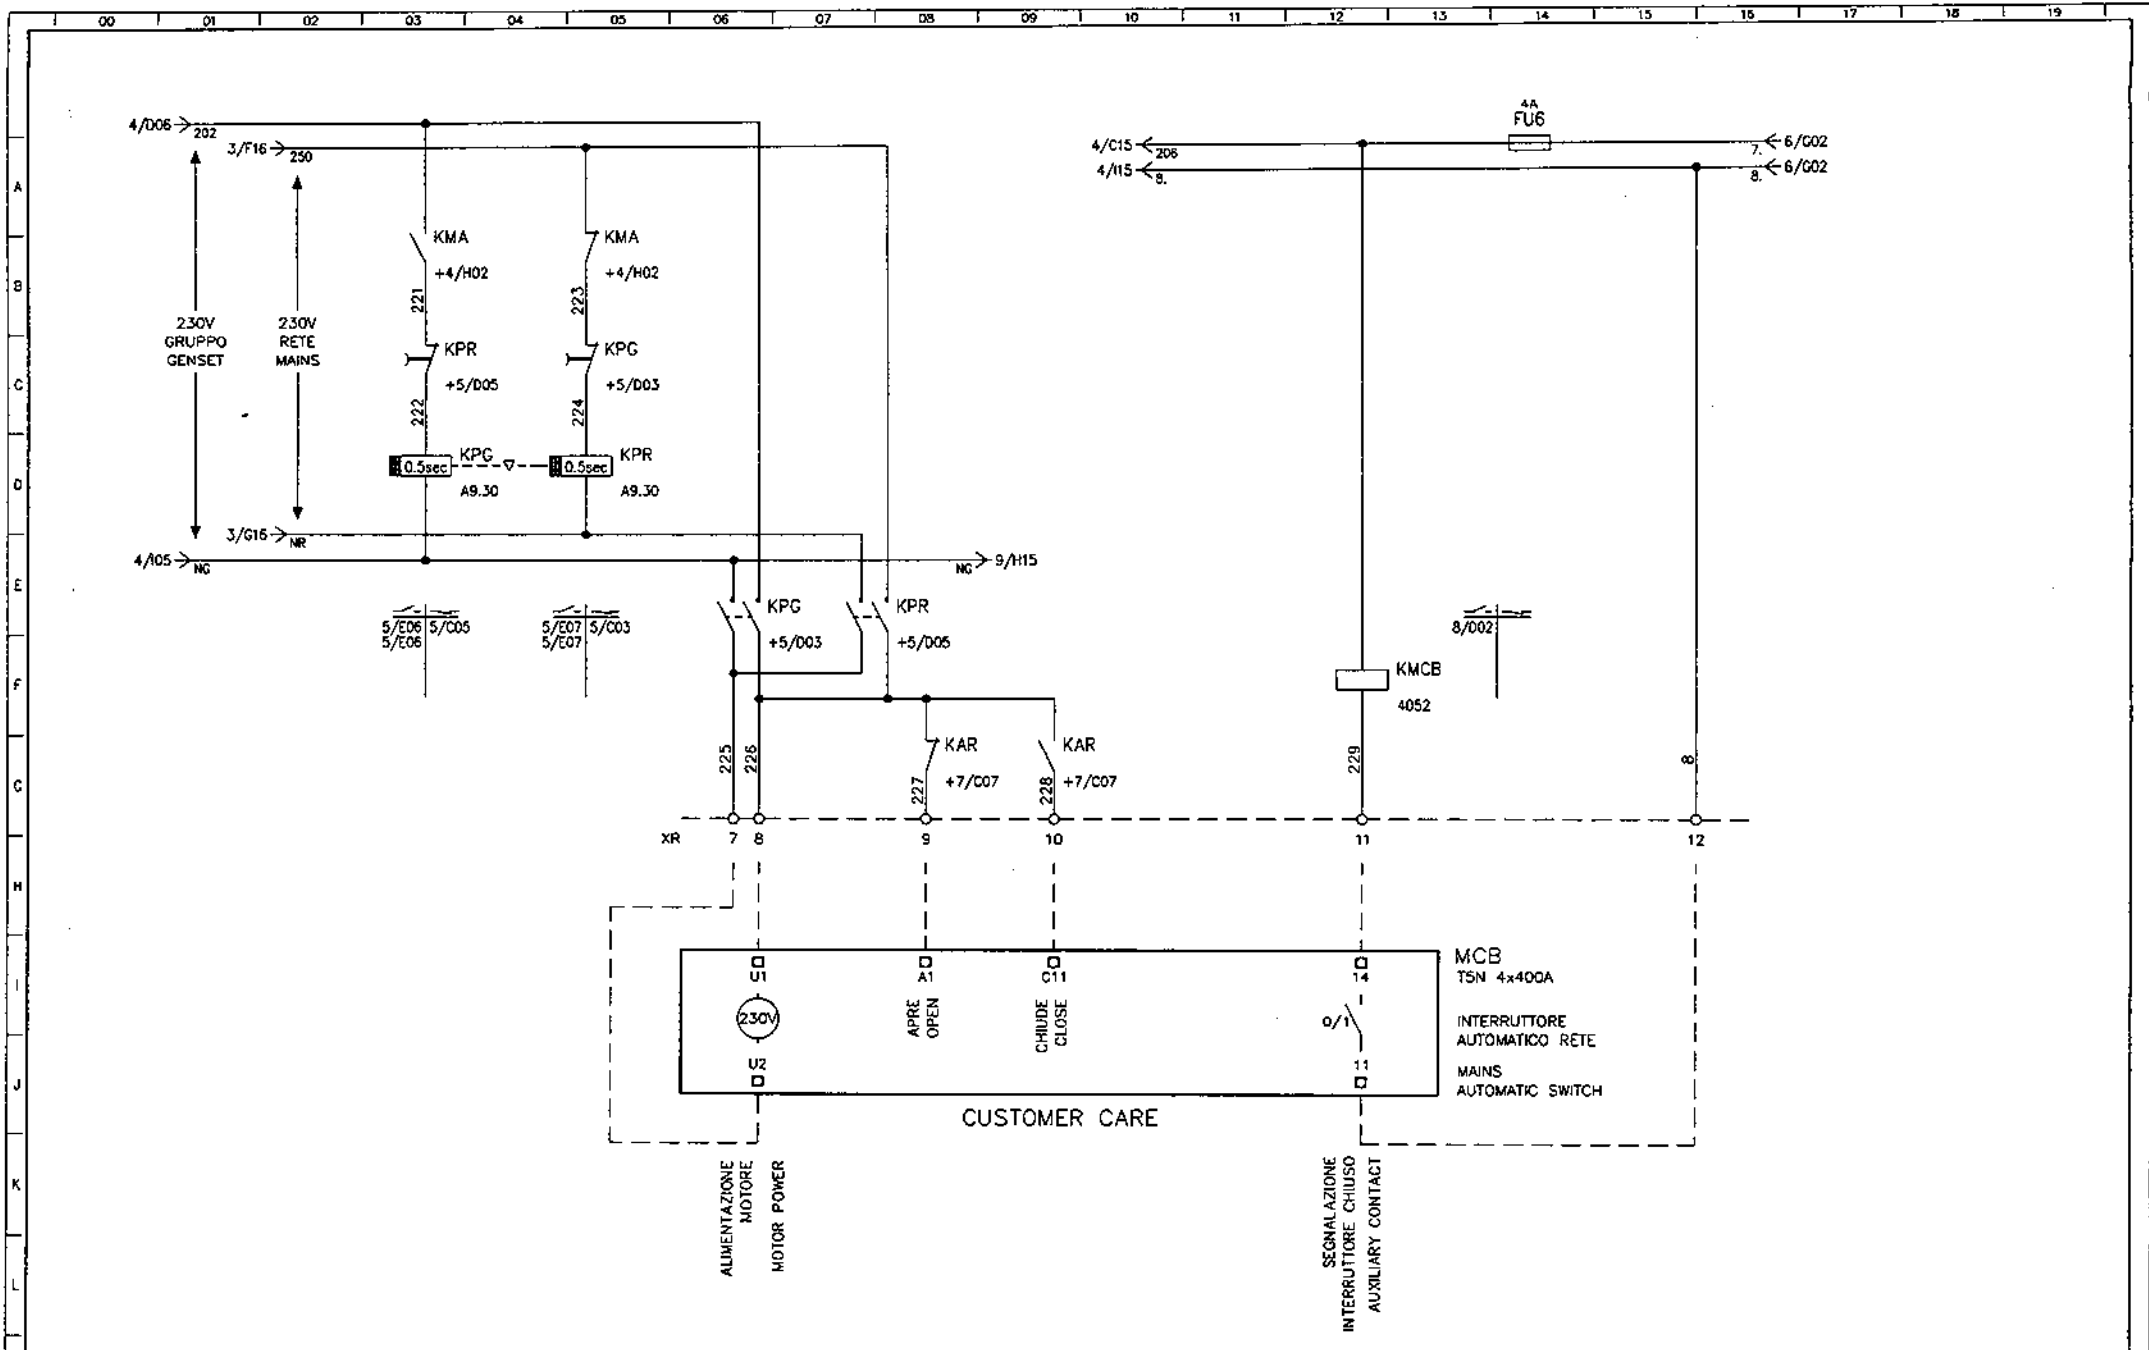 00 01 02 03 04 05 06 07 08 09 10 11 12 13 14 15 16 17 18 19
A
B
C
D
E
F
G
H
I
J
K
L
4/D06
202
3/F16
250
KMA
+4/H02
221
KMA
+4/H02
223
230V
GRUPPO
GENSET
230V
RETE
MAINS
KPR
+5/D05
222
KPG
+5/D03
224
0.5sec
KPG
A9.30
0.5sec
KPR
A9.30
3/G16
NR
4/I05
NG
NG
9/H15
5/E06 5/C05
5/E06
5/E07 5/C03
5/E07
KPG
+5/D03
KPR
+5/D05
4A
FU6
4/C15
206
7.
6/G02
4/I15
8.
8.
6/G02
8/D02
KMCB
4052
225
226
KAR
+7/C07
227
KAR
+7/C07
228
229
8
XR 7 8 9 10 11 12
U1
230V
U2
A1
APRE
OPEN
C11
CHIUDE
CLOSE
14
0/1
11
MCB
TSN 4x400A
INTERRUTTORE
AUTOMATICO RETE
MAINS
AUTOMATIC SWITCH
CUSTOMER CARE
ALIMENTAZIONE
MOTORE
MOTOR POWER
SEGNALAZIONE
INTERRUTTORE CHIUSO
AUXILIARY CONTACT